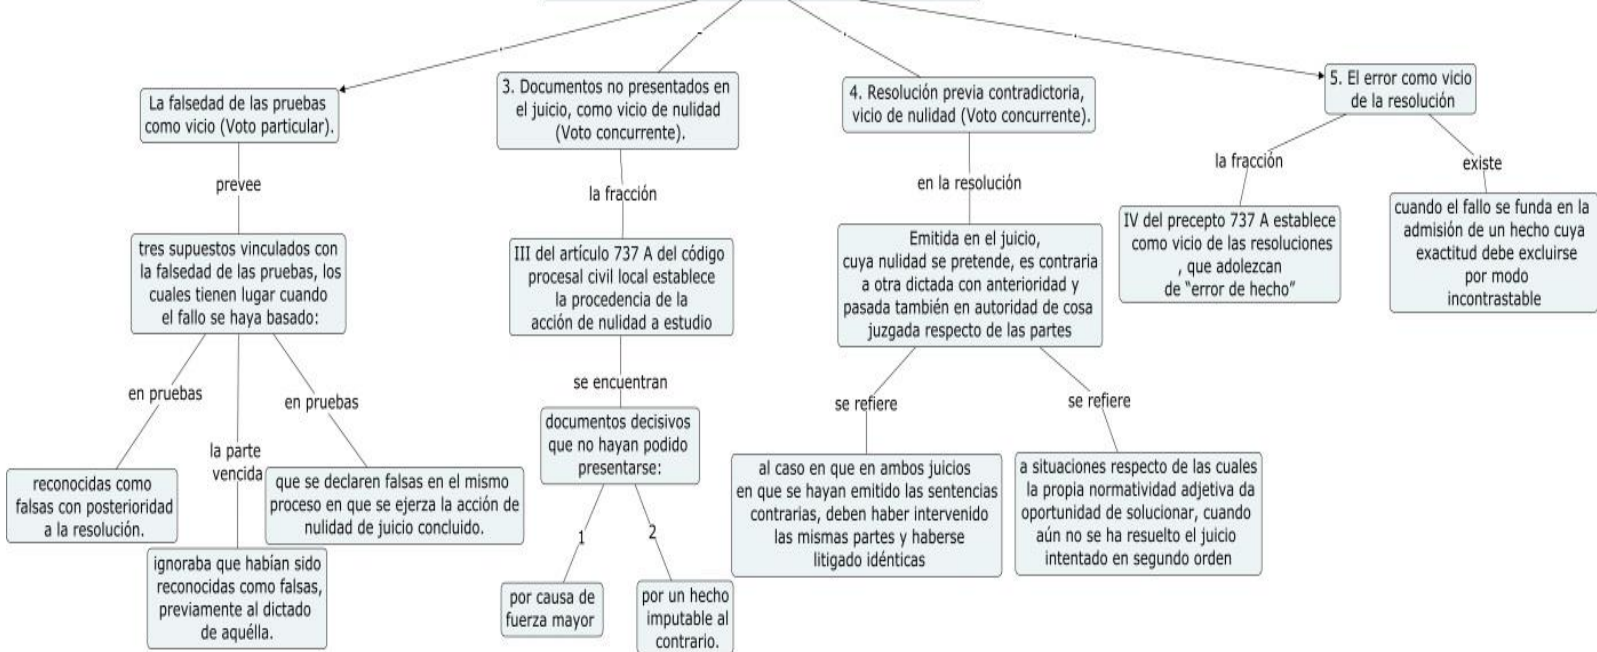 La falsedad de las pruebas
como vicio (Voto particular).
prevee
tres supuestos vinculados con
la falsedad de las pruebas, los
cuales tienen lugar cuando
el fallo se haya basado:
en pruebas
reconocidas como
falsas con posterioridad
a la resolución.
la parte
vencida
ignoraba que habían sido
reconocidas como falsas,
previamente al dictado
de aquélla.
en pruebas
que se declaren falsas en el mismo
proceso en que se ejerza la acción de
nulidad de juicio concluido.
3. Documentos no presentados en
el juicio, como vicio de nulidad
(Voto concurrente).
la fracción
III del artículo 737 A del código
procesal civil local establece
la procedencia de la
acción de nulidad a estudio
se encuentran
documentos decisivos
que no hayan podido
presentarse:
1
por causa de
fuerza mayor
2
por un hecho
imputable al
contrario.
4. Resolución previa contradictoria,
vicio de nulidad (Voto concurrente).
en la resolución
Emitida en el juicio,
cuya nulidad se pretende, es contraria
a otra dictada con anterioridad y
pasada también en autoridad de cosa
juzgada respecto de las partes
se refiere
al caso en que en ambos juicios
en que se hayan emitido las sentencias
contrarias, deben haber intervenido
las mismas partes y haberse
litigado idénticas
se refiere
a situaciones respecto de las cuales
la propia normatividad adjetiva da
oportunidad de solucionar, cuando
aún no se ha resuelto el juicio
intentado en segundo orden
5. El error como vicio
de la resolución
la fracción
IV del precepto 737 A establece
como vicio de las resoluciones
, que adolezcan
de “error de hecho”
existe
cuando el fallo se funda en la
admisión de un hecho cuya
exactitud debe excluirse
por modo
incontrastable